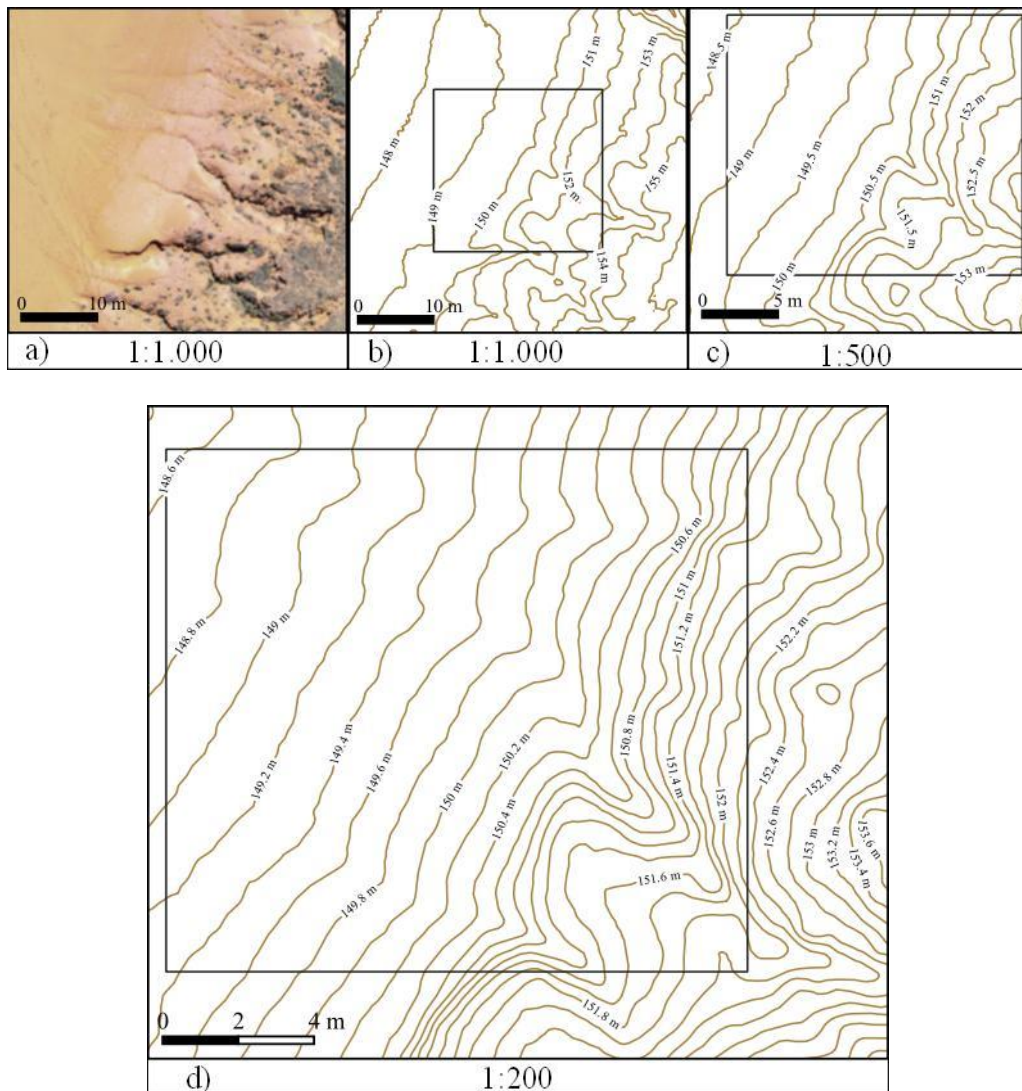 0 10 m
a) 1:1.000
148 m
149 m
150 m
151 m
152 m
153 m
154 m
155 m
0 10 m
b) 1:1.000
148.5 m
149 m
149.5 m
150 m
150.5 m
151 m
151.5 m
152 m
152.5 m
153 m
0 5 m
c) 1:500
148.6 m
148.8 m
149 m
149.2 m
149.4 m
149.6 m
149.8 m
150 m
150.2 m
150.4 m
150.6 m
150.8 m
151 m
151.2 m
151.4 m
151.6 m
151.8 m
152 m
152.2 m
152.4 m
152.6 m
152.8 m
153 m
153.2 m
153.4 m
153.6 m
0 2 4 m
d) 1:200